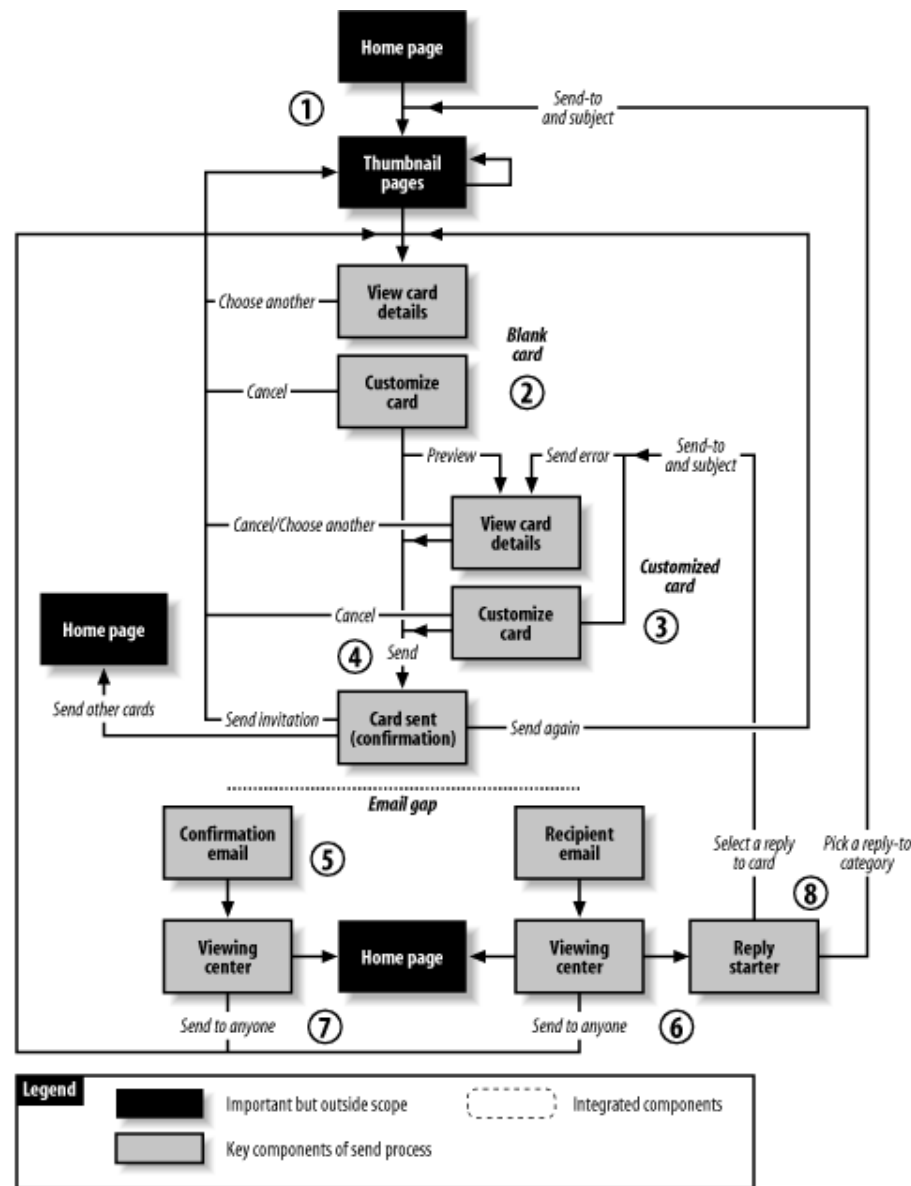 Home page
①
Send-to
and subject
Thumbnail
pages
Choose another
View card
details
Blank
card
②
Cancel
Customize
card
Preview
Send error
Send-to
and subject
Cancel/Choose another
View card
details
Customized
card
③
Cancel
Customize
card
Home page
④
Send
Send other cards
Send invitation
Card sent
(confirmation)
Send again
Email gap
Confirmation
email
⑤
Recipient
email
Select a reply
to card
Pick a reply-to
category
⑧
Viewing
center
Home page
Viewing
center
Reply
starter
Send to anyone
⑦
Send to anyone
⑥
Legend
Important but outside scope
Integrated components
Key components of send process